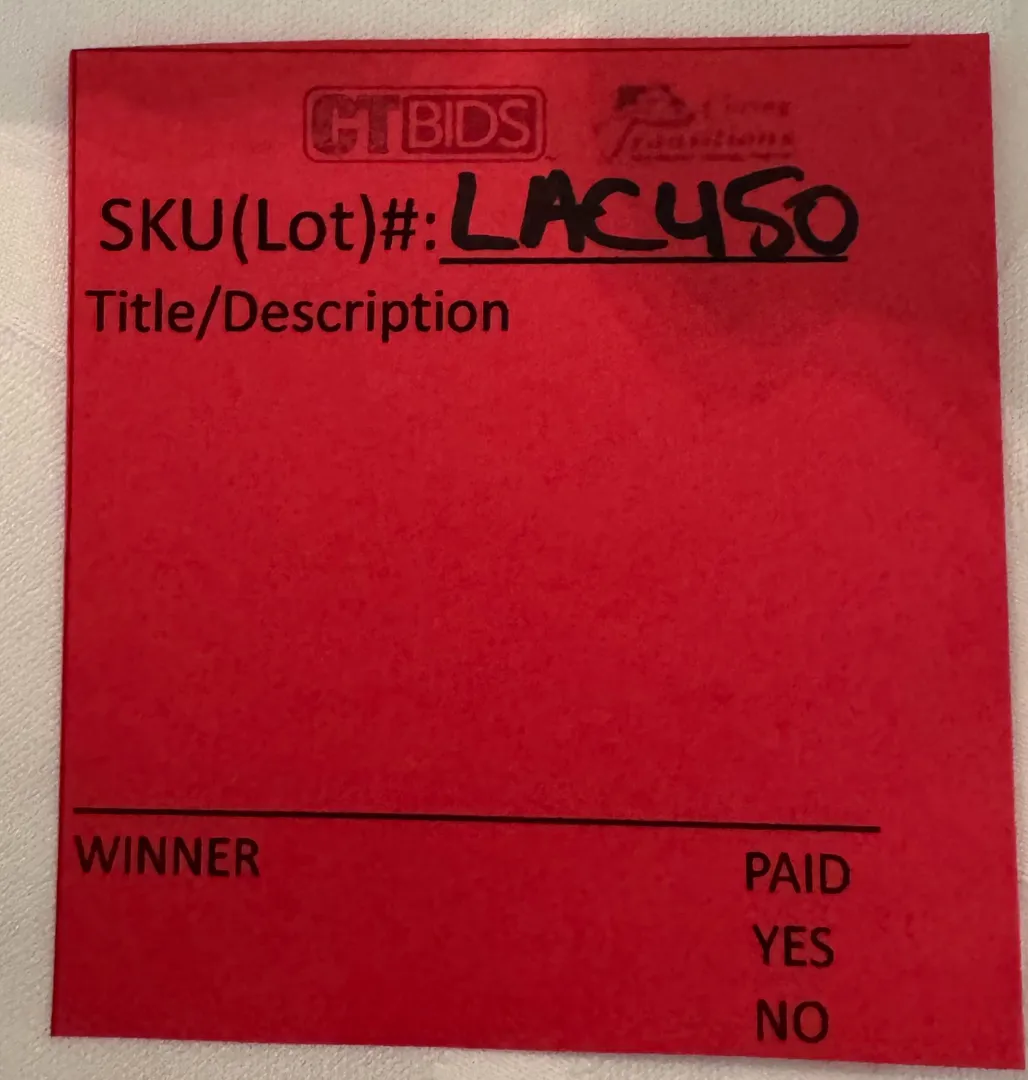 CTBIDS
SKU(Lot)#: LAC450
Title/Description
WINNER
PAID
YES
NO